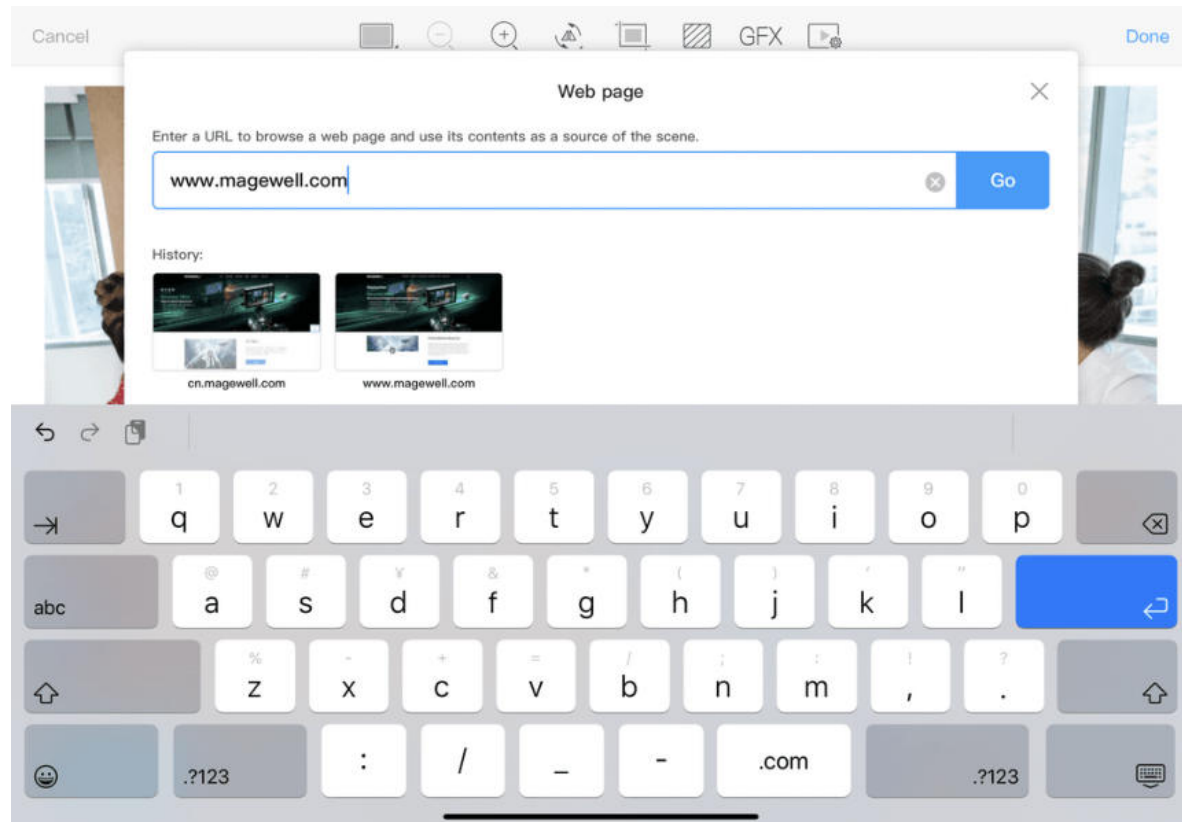 Cancel GFX Done
Web page
Enter a URL to browse a web page and use its contents as a source of the scene.
www.magewell.com Go
History:
cn.magewell.com www.magewell.com
1 2 3 4 5 6 7 8 9 0
q w e r t y u i o p
@ # ¥ & * ( ) ' "
abc a s d f g h j k l
% - + = / ; : ! ?
z x c v b n m , .
.?123 : / _ - .com .?123